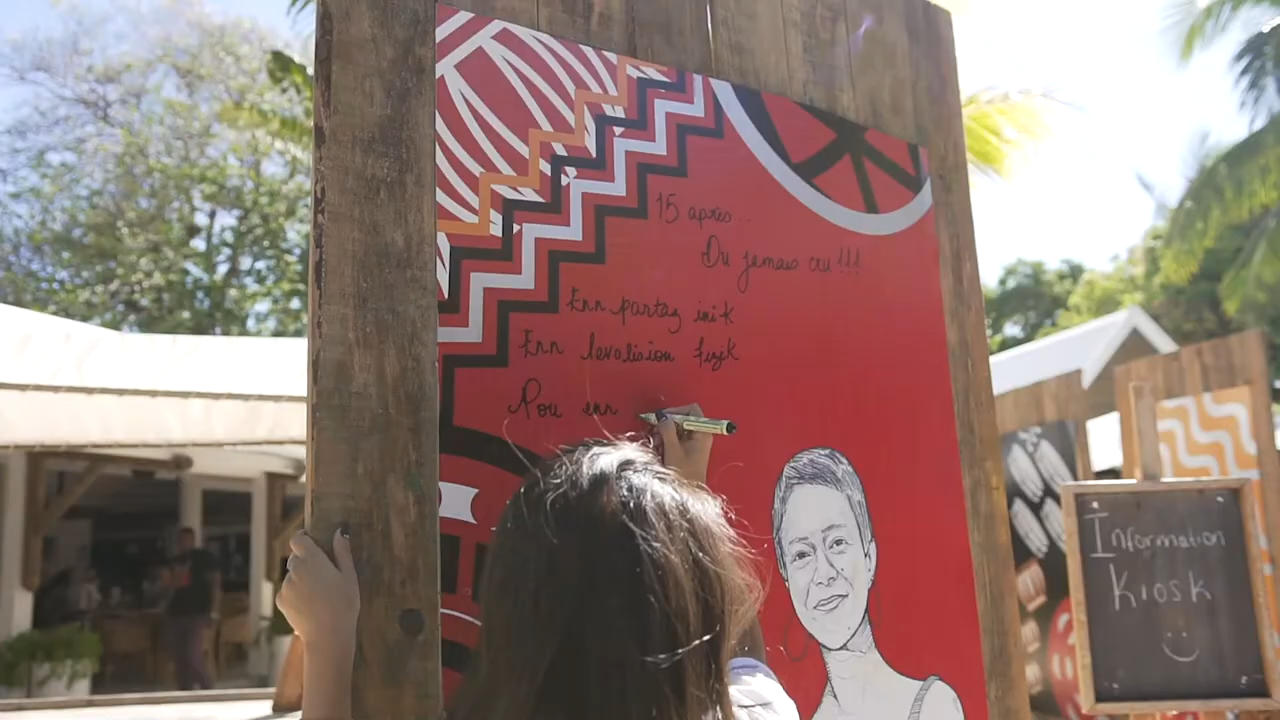 15 après...
Du jamais vu !!!
Enn partaz inik
Enn levolision fizik
Pou enn
Information
Kiosk